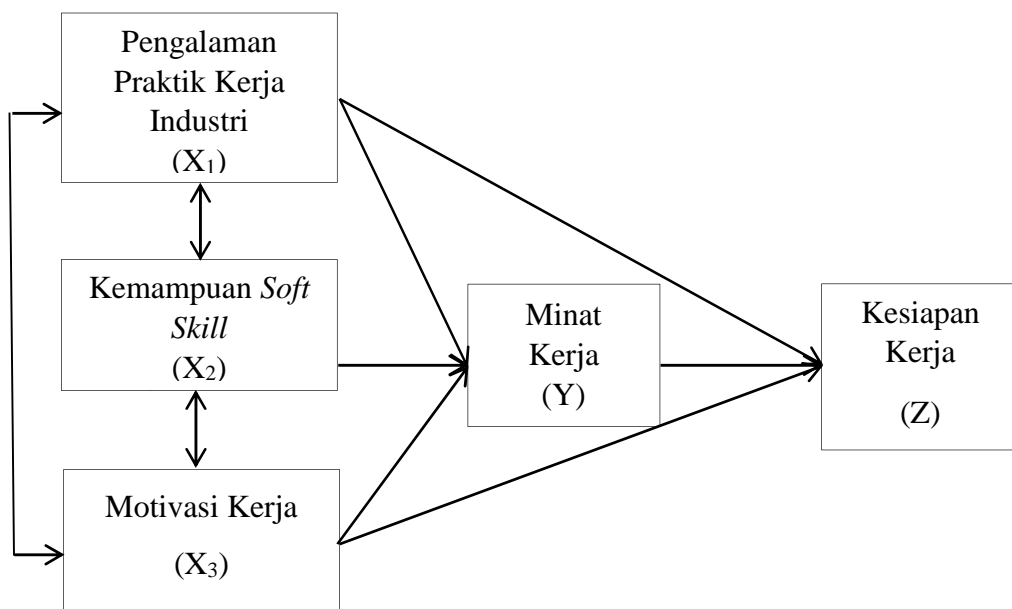 Pengalaman
Praktik Kerja
Industri
(X₁)
Kemampuan Soft
Skill
(X₂)
Motivasi Kerja
(X₃)
Minat
Kerja
(Y)
Kesiapan
Kerja
(Z)